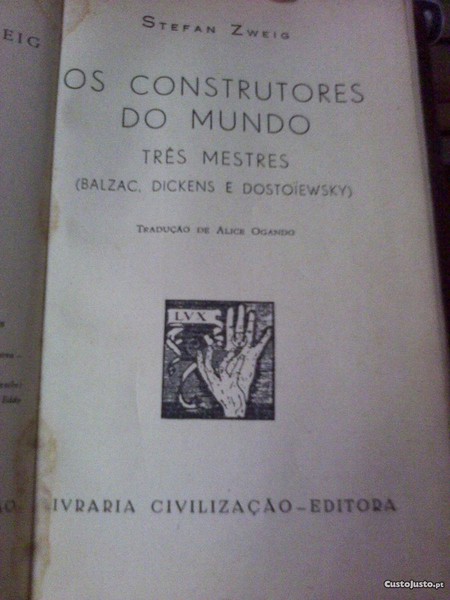 STEFAN ZWEIG
OS CONSTRUTORES
DO MUNDO
TRÊS MESTRES
(BALZAC, DICKENS E DOSTOÏEWSKY)
TRADUÇÃO DE ALICE OGANDO
LVX
LIVRARIA CIVILIZAÇÃO—EDITORA
CustoJusto.pt